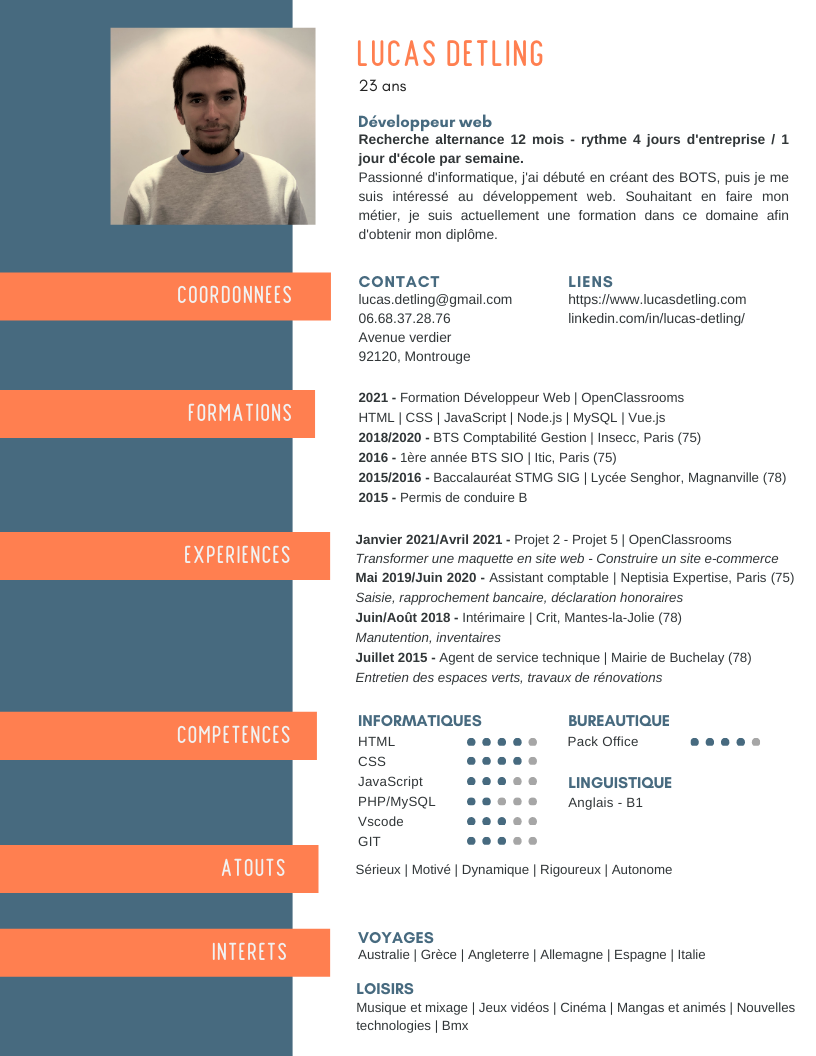 LUCAS DETLING
23 ans
Développeur web
Recherche alternance 12 mois - rythme 4 jours d'entreprise / 1
jour d'école par semaine.
Passionné d'informatique, j'ai débuté en créant des BOTS, puis je me
suis intéressé au développement web. Souhaitant en faire mon
métier, je suis actuellement une formation dans ce domaine afin
d'obtenir mon diplôme.
COORDONNEES
CONTACT
lucas.detling@gmail.com
06.68.37.28.76
Avenue verdier
92120, Montrouge
LIENS
https://www.lucasdetling.com
linkedin.com/in/lucas-detling/
FORMATIONS
2021 - Formation Développeur Web | OpenClassrooms
HTML | CSS | JavaScript | Node.js | MySQL | Vue.js
2018/2020 - BTS Comptabilité Gestion | Insecc, Paris (75)
2016 - 1ère année BTS SIO | Itic, Paris (75)
2015/2016 - Baccalauréat STMG SIG | Lycée Senghor, Magnanville (78)
2015 - Permis de conduire B
EXPERIENCES
Janvier 2021/Avril 2021 - Projet 2 - Projet 5 | OpenClassrooms
Transformer une maquette en site web - Construire un site e-commerce
Mai 2019/Juin 2020 - Assistant comptable | Neptisia Expertise, Paris (75)
Saisie, rapprochement bancaire, déclaration honoraires
Juin/Août 2018 - Intérimaire | Crit, Mantes-la-Jolie (78)
Manutention, inventaires
Juillet 2015 - Agent de service technique | Mairie de Buchelay (78)
Entretien des espaces verts, travaux de rénovations
COMPETENCES
INFORMATIQUES
HTML
CSS
JavaScript
PHP/MySQL
Vscode
GIT
BUREAUTIQUE
Pack Office
LINGUISTIQUE
Anglais - B1
ATOUTS
Sérieux | Motivé | Dynamique | Rigoureux | Autonome
INTERETS
VOYAGES
Australie | Grèce | Angleterre | Allemagne | Espagne | Italie
LOISIRS
Musique et mixage | Jeux vidéos | Cinéma | Mangas et animés | Nouvelles
technologies | Bmx